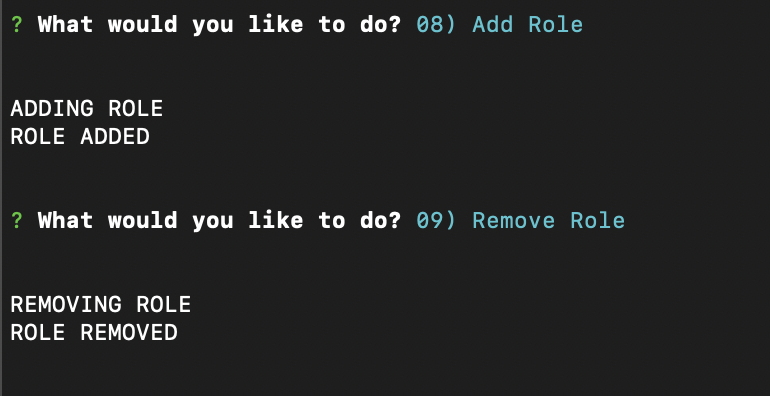 ? What would you like to do? 08) Add Role
ADDING ROLE
ROLE ADDED
? What would you like to do? 09) Remove Role
REMOVING ROLE
ROLE REMOVED